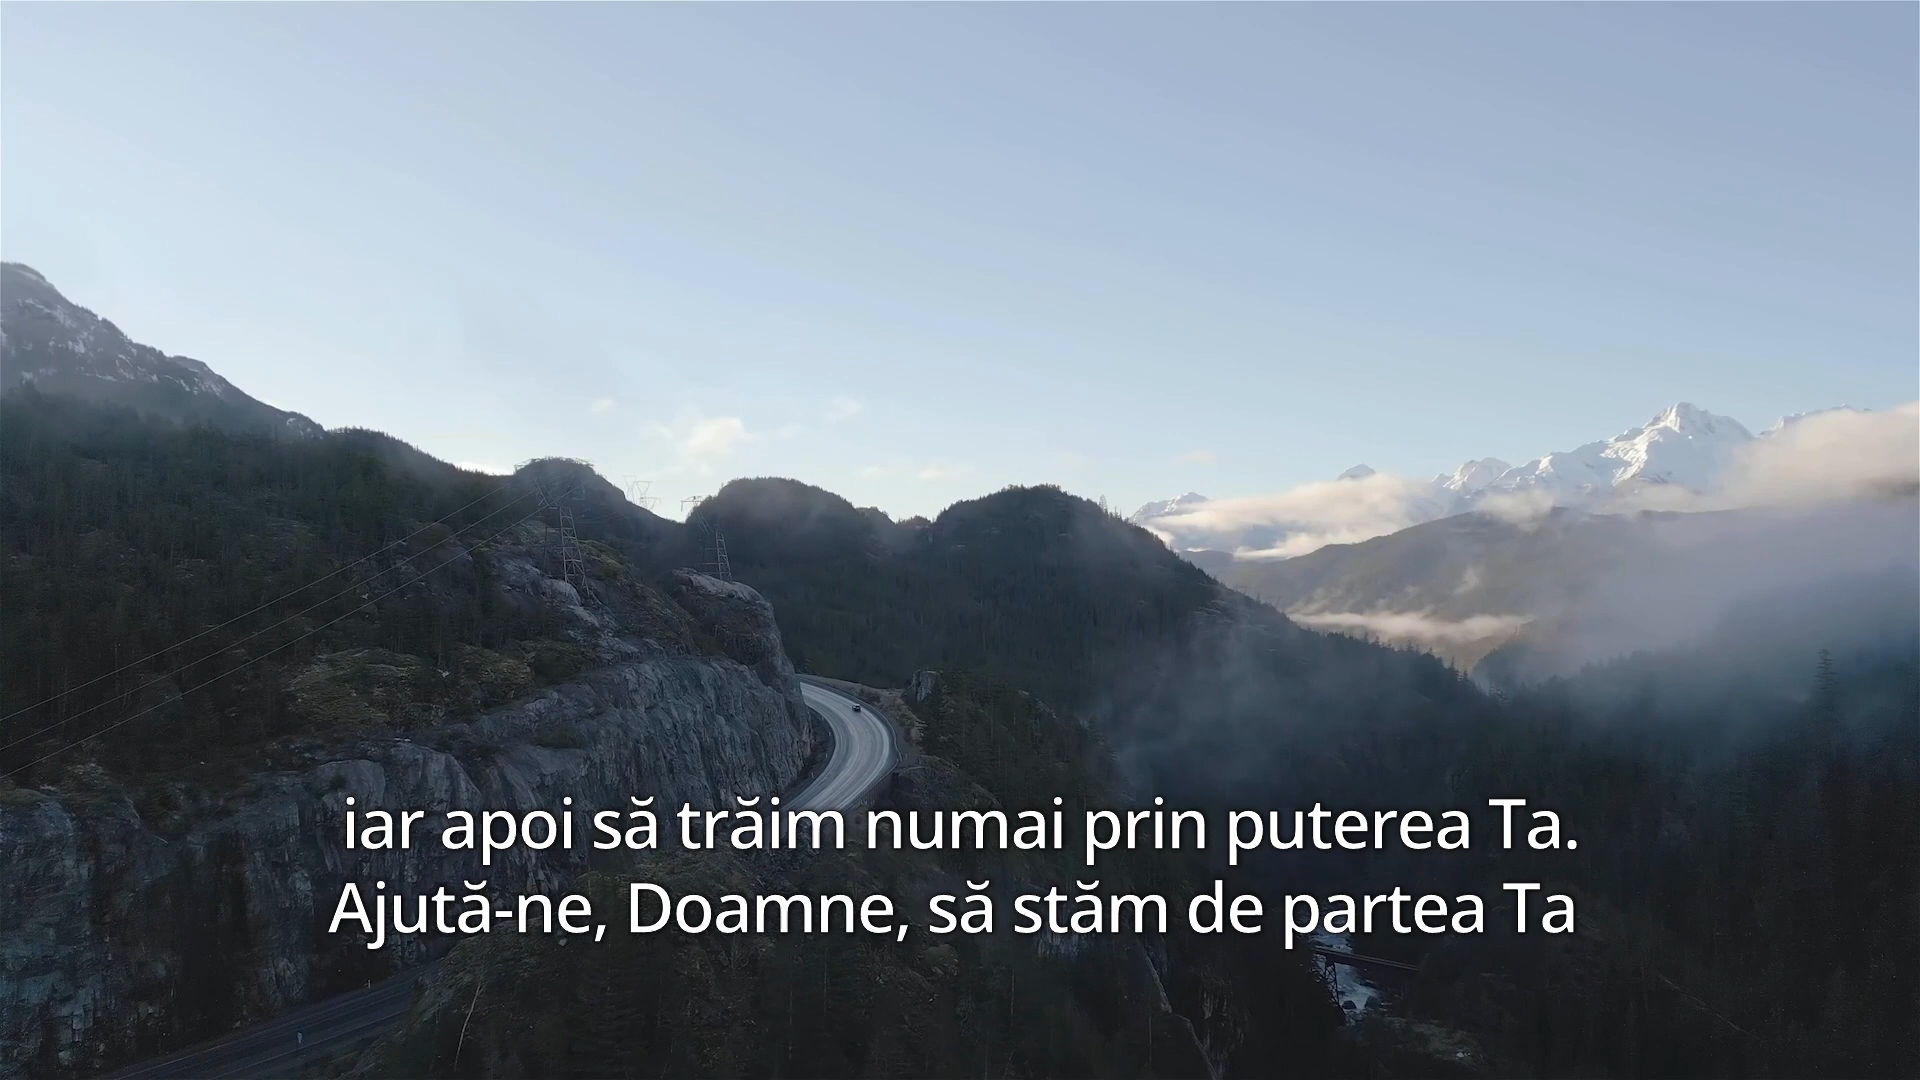 iar apoi să trăim numai prin puterea Ta.
Ajută-ne, Doamne, să stăm de partea Ta